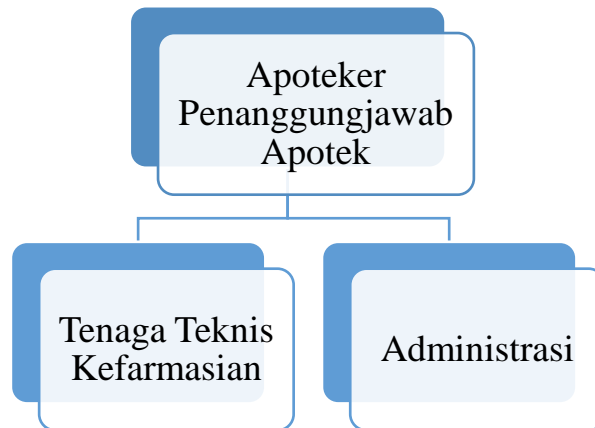 Apoteker
Penanggungjawab
Apotek
Tenaga Teknis
Kefarmasian
Administrasi